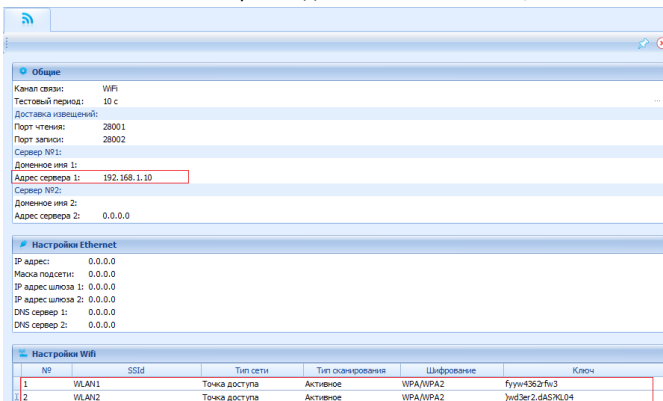 Общие
Канал связи: WiFi
Тестовый период: 10 с
...
Доставка извещений:
Порт чтения: 28001
Порт записи: 28002
Сервер №1:
Доменное имя 1:
Адрес сервера 1: 192.168.1.10
Сервер №2:
Доменное имя 2:
Адрес сервера 2: 0.0.0.0
Настройки Ethernet
IP адрес: 0.0.0.0
Маска подсети: 0.0.0.0
IP адрес шлюза 1: 0.0.0.0
IP адрес шлюза 2: 0.0.0.0
DNS сервер 1: 0.0.0.0
DNS сервер 2: 0.0.0.0
Настройки Wifi
№ SSId Тип сети Тип сканирования Шифрование Ключ
1 WLAN1 Точка доступа Активное WPA/WPA2 fyyw4362rfw3
2 WLAN2 Точка доступа Активное WPA/WPA2 )wd3er2.dAS?KL04